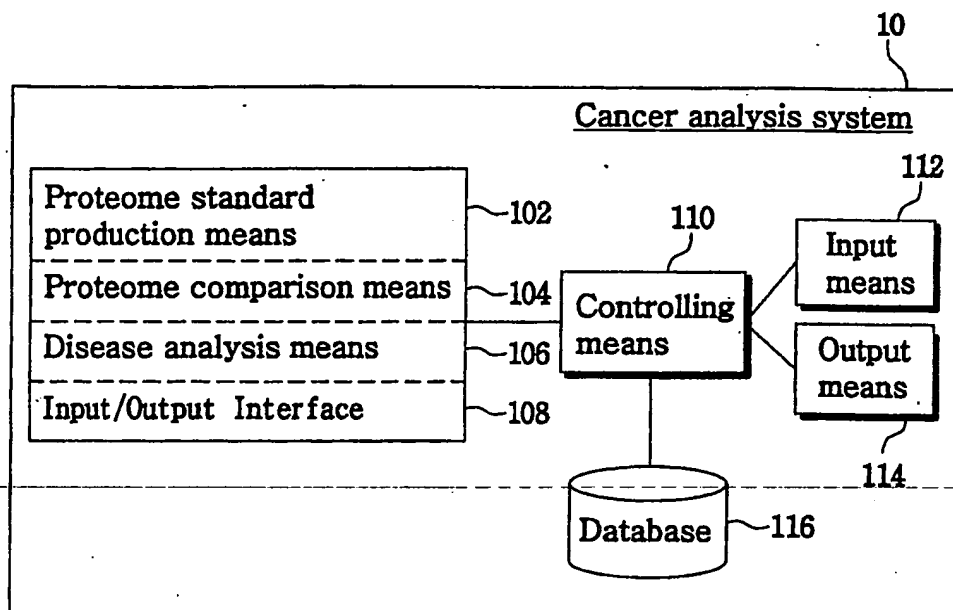 10
Cancer analysis system
Proteome standard
production means
102
Proteome comparison means
104
Disease analysis means
106
Input/Output Interface
108
110
Controlling
means
112
Input
means
Output
means
114
Database
116